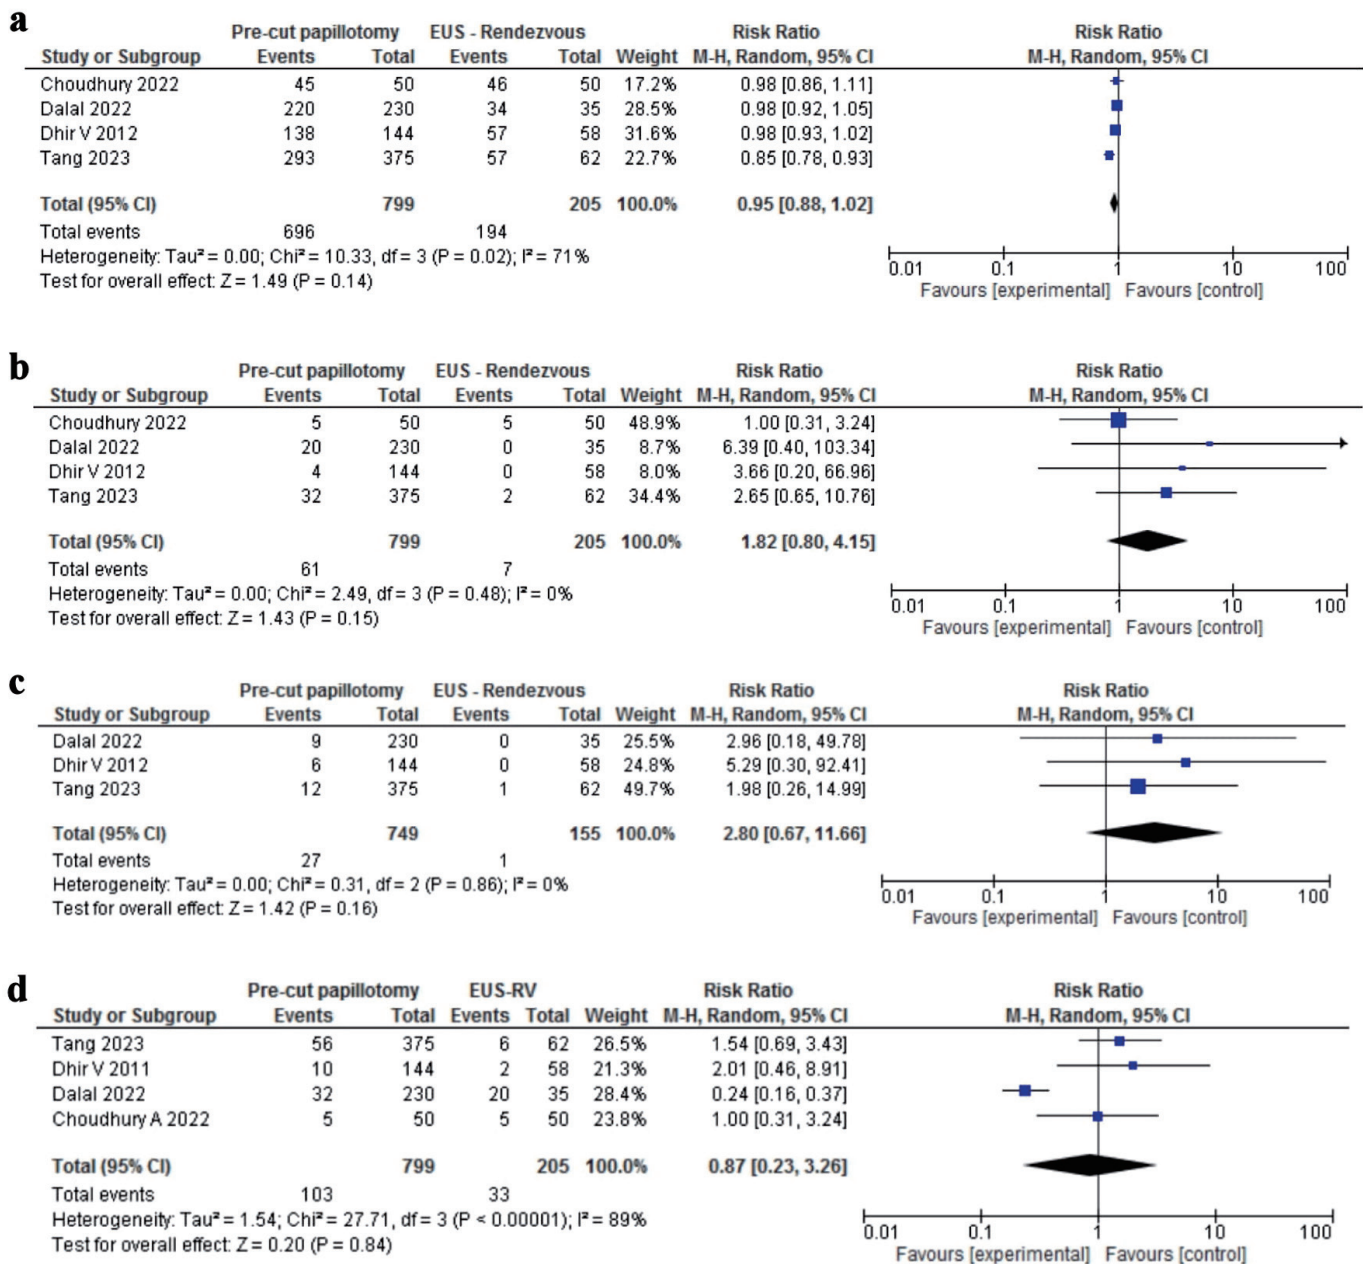 a
Pre-cut papillotomy EUS - Rendezvous Risk Ratio Risk Ratio
Study or Subgroup Events Total Events Total Weight M-H, Random, 95% CI M-H, Random, 95% CI
Choudhury 2022 45 50 46 50 17.2% 0.98 [0.86, 1.11]
Dalal 2022 220 230 34 35 28.5% 0.98 [0.92, 1.05]
Dhir V 2012 138 144 57 58 31.6% 0.98 [0.93, 1.02]
Tang 2023 293 375 57 62 22.7% 0.85 [0.78, 0.93]
Total (95% CI) 799 205 100.0% 0.95 [0.88, 1.02]
Total events 696 194
Heterogeneity: Tau² = 0.00; Chi² = 10.33, df = 3 (P = 0.02); I² = 71%
Test for overall effect: Z = 1.49 (P = 0.14)
0.01 0.1 1 10 100
Favours [experimental] Favours [control]
b
Pre-cut papillotomy EUS - Rendezvous Risk Ratio Risk Ratio
Study or Subgroup Events Total Events Total Weight M-H, Random, 95% CI M-H, Random, 95% CI
Choudhury 2022 5 50 5 50 48.9% 1.00 [0.31, 3.24]
Dalal 2022 20 230 0 35 8.7% 6.39 [0.40, 103.34]
Dhir V 2012 4 144 0 58 8.0% 3.66 [0.20, 66.96]
Tang 2023 32 375 2 62 34.4% 2.65 [0.65, 10.76]
Total (95% CI) 799 205 100.0% 1.82 [0.80, 4.15]
Total events 61 7
Heterogeneity: Tau² = 0.00; Chi² = 2.49, df = 3 (P = 0.48); I² = 0%
Test for overall effect: Z = 1.43 (P = 0.15)
0.01 0.1 1 10 100
Favours [experimental] Favours [control]
c
Pre-cut papillotomy EUS - Rendezvous Risk Ratio Risk Ratio
Study or Subgroup Events Total Events Total Weight M-H, Random, 95% CI M-H, Random, 95% CI
Dalal 2022 9 230 0 35 25.5% 2.96 [0.18, 49.78]
Dhir V 2012 6 144 0 58 24.8% 5.29 [0.30, 92.41]
Tang 2023 12 375 1 62 49.7% 1.98 [0.26, 14.99]
Total (95% CI) 749 155 100.0% 2.80 [0.67, 11.66]
Total events 27 1
Heterogeneity: Tau² = 0.00; Chi² = 0.31, df = 2 (P = 0.86); I² = 0%
Test for overall effect: Z = 1.42 (P = 0.16)
0.01 0.1 1 10 100
Favours [experimental] Favours [control]
d
Pre-cut papillotomy EUS-RV Risk Ratio Risk Ratio
Study or Subgroup Events Total Events Total Weight M-H, Random, 95% CI M-H, Random, 95% CI
Tang 2023 56 375 6 62 26.5% 1.54 [0.69, 3.43]
Dhir V 2011 10 144 2 58 21.3% 2.01 [0.46, 8.91]
Dalal 2022 32 230 20 35 28.4% 0.24 [0.16, 0.37]
Choudhury A 2022 5 50 5 50 23.8% 1.00 [0.31, 3.24]
Total (95% CI) 799 205 100.0% 0.87 [0.23, 3.26]
Total events 103 33
Heterogeneity: Tau² = 1.54; Chi² = 27.71, df = 3 (P < 0.00001); I² = 89%
Test for overall effect: Z = 0.20 (P = 0.84)
0.01 0.1 1 10 100
Favours [experimental] Favours [control]